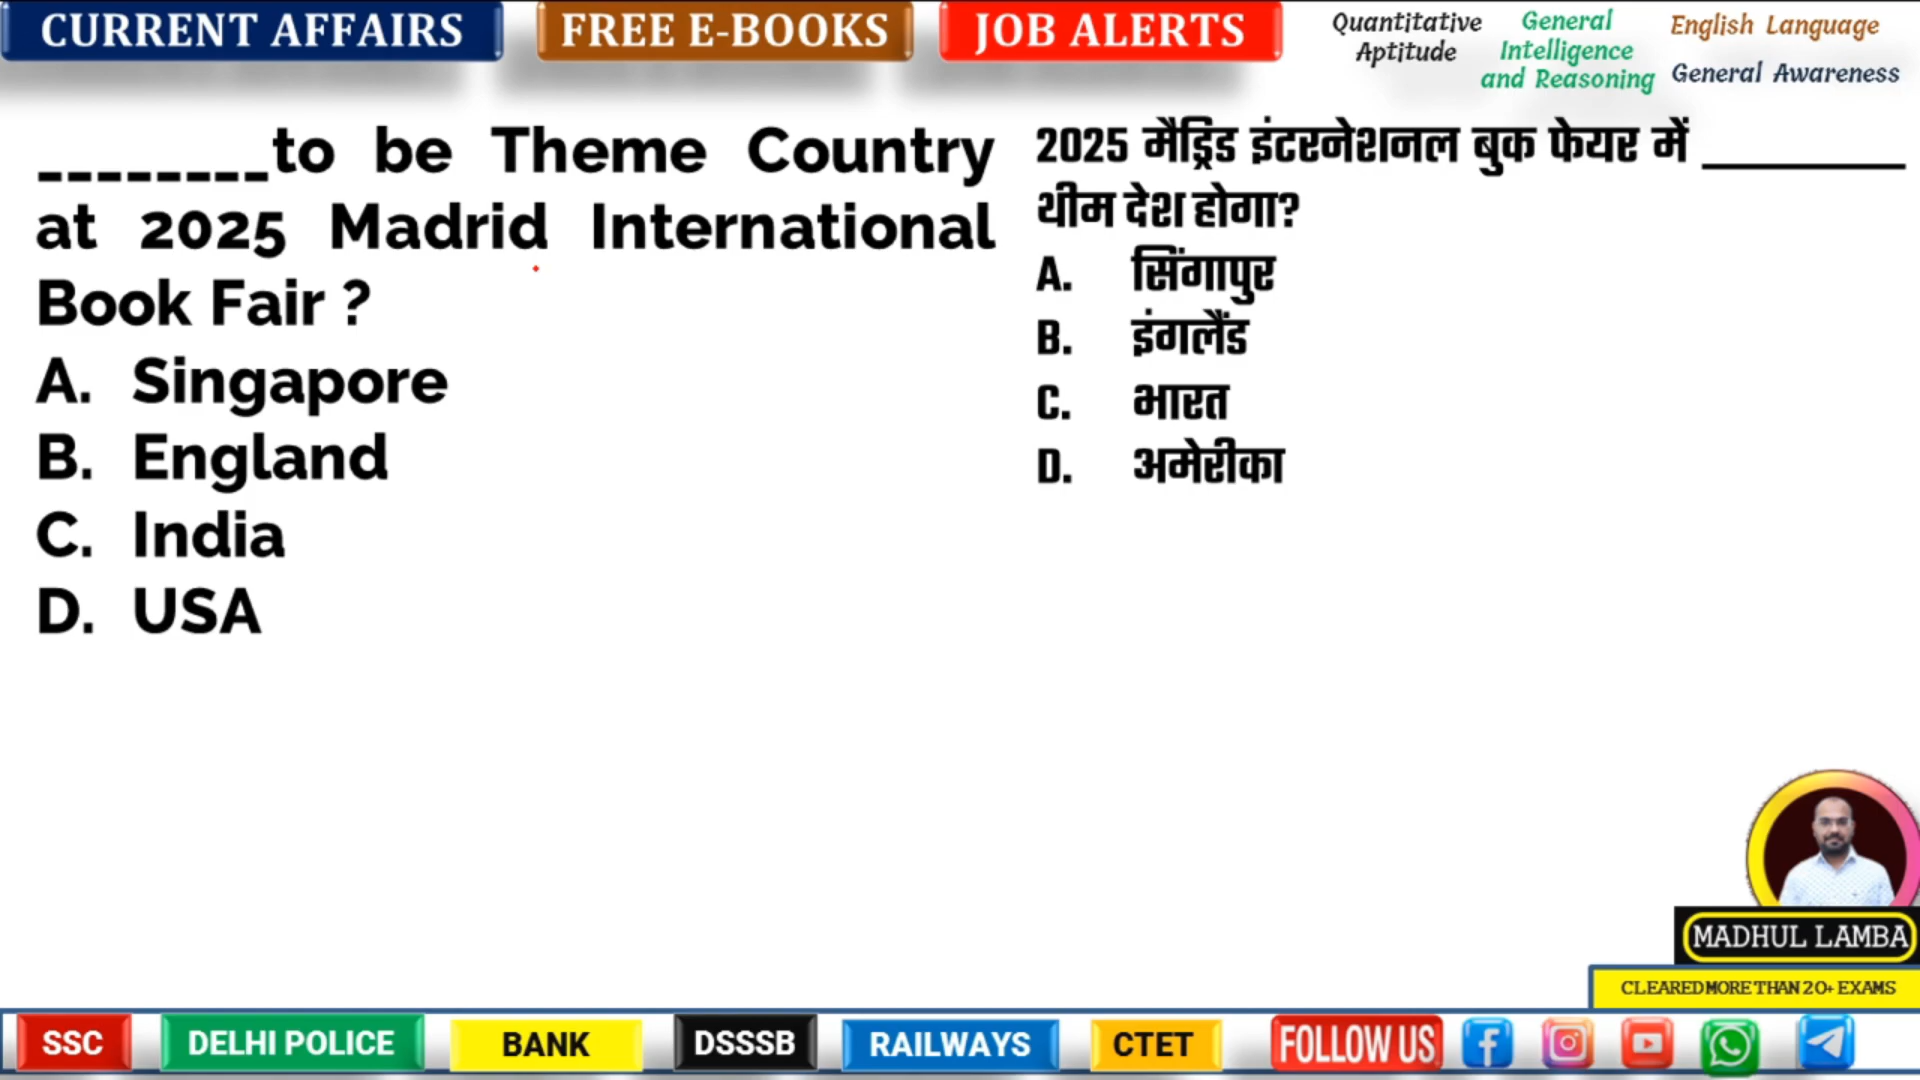 CURRENT AFFAIRS
FREE E-BOOKS
JOB ALERTS
Quantitative
Aptitude
General
Intelligence
and Reasoning
English Language
General Awareness
________to be Theme Country
at 2025 Madrid International
Book Fair ?
A. Singapore
B. England
C. India
D. USA
2025 मैड्रिड इंटरनेशनल बुक फेयर में ________
थीम देश होगा?
A. सिंगापुर
B. इंगलैंड
C. भारत
D. अमेरीका
MADHUL LAMBA
CLEARED MORE THAN 20+ EXAMS
SSC
DELHI POLICE
BANK
DSSSB
RAILWAYS
CTET
FOLLOW US